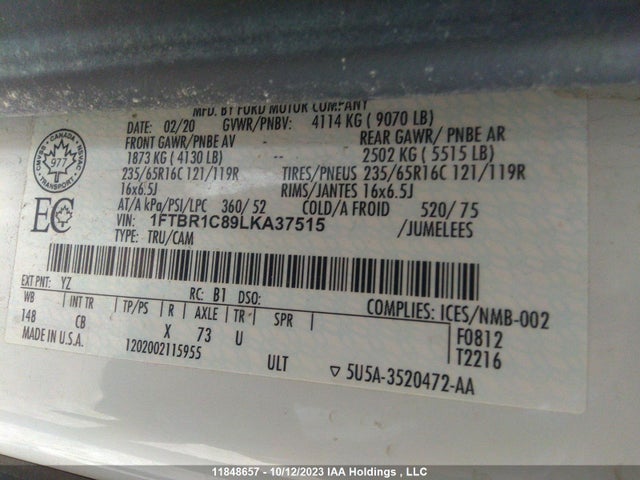 MFD. BY FORD MOTOR COMPANY
DATE: 02/20 GVWR/PNBV: 4114 KG ( 9070 LB)
FRONT GAWR/PNBE AV REAR GAWR/ PNBE AR
1873 KG ( 4130 LB) -- 2502 KG ( 5515 LB)
235/65R16C 121/119R TIRES/PNEUS 235/65R16C 121/119R
16x6.5J RIMS/JANTES 16x6.5J
AT/A kPa/PSI/LPC 360/ 52 COLD/A FROID 520/ 75
VIN: 1FTBR1C89LKA37515 /JUMELEES
TYPE: TRU/CAM
CANADA
977
TRANSPORT
EC
EXT PNT: YZ RC: B1 DSO: COMPLIES: ICES/NMB-002
WB INT TR TP/PS R AXLE TR SPR F0812
148 CB X 73 U T2216
MADE IN U.S.A. 1202002115955 ULT ▽ 5U5A-3520472-AA
11848657 - 10/12/2023 IAA Holdings , LLC